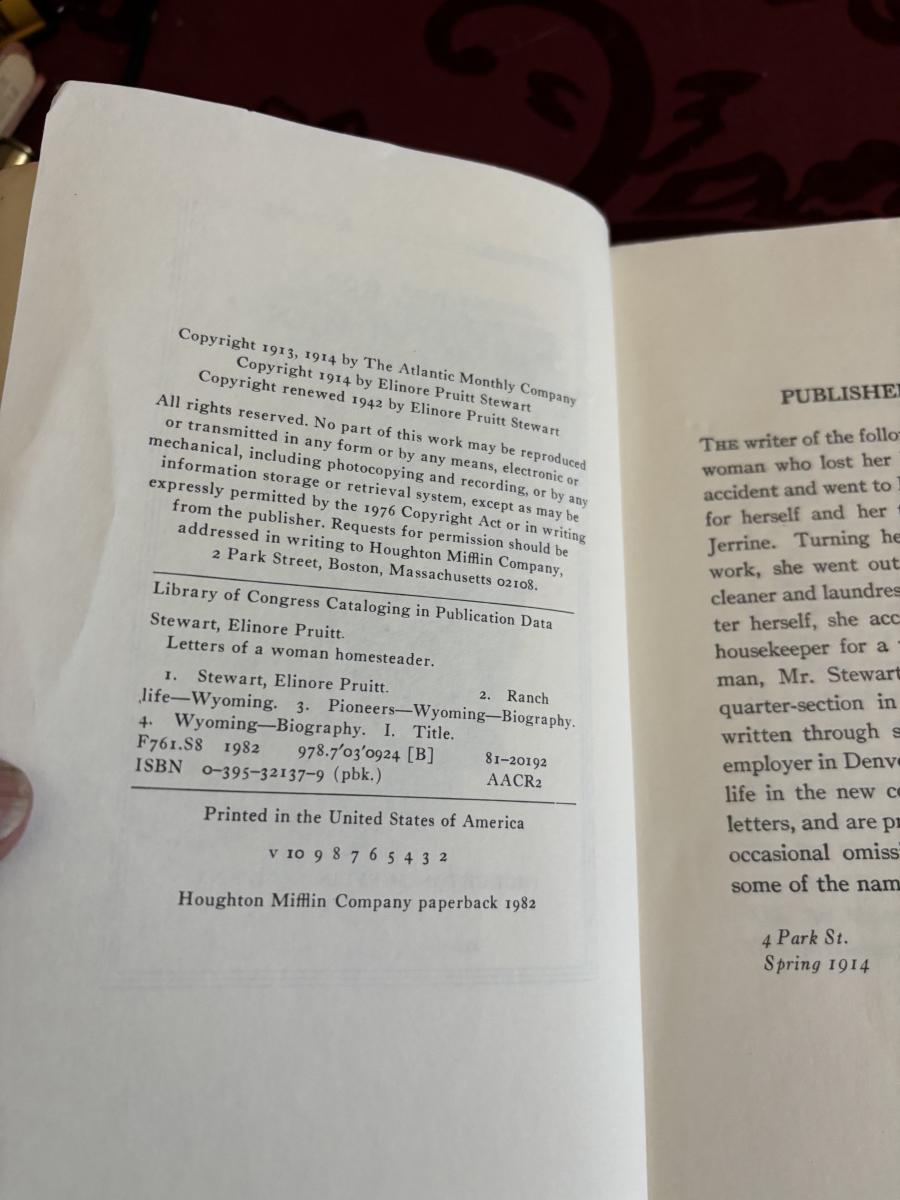 Copyright 1913, 1914 by The Atlantic Monthly Company
Copyright 1914 by Elinore Pruitt Stewart
Copyright renewed 1942 by Elinore Pruitt Stewart
All rights reserved. No part of this work may be reproduced
or transmitted in any form or by any means, electronic or
mechanical, including photocopying and recording, or by any
information storage or retrieval system, except as may be
expressly permitted by the 1976 Copyright Act or in writing
from the publisher. Requests for permission should be
addressed in writing to Houghton Mifflin Company,
2 Park Street, Boston, Massachusetts 02108.
Library of Congress Cataloging in Publication Data
Stewart, Elinore Pruitt.
Letters of a woman homesteader.
1. Stewart, Elinore Pruitt. 2. Ranch
life—Wyoming. 3. Pioneers—Wyoming—Biography.
4. Wyoming—Biography. I. Title.
F761.S8 1982 978.7′03′0924 [B] 81-20192
ISBN 0-395-32137-9 (pbk.) AACR2
Printed in the United States of America
V 10 9 8 7 6 5 4 3 2
Houghton Mifflin Company paperback 1982
PUBLISHE
THE writer of the follo
woman who lost her
accident and went to
for herself and her
Jerrine. Turning he
work, she went out
cleaner and laundres
ter herself, she acc
housekeeper for a
man, Mr. Stewart
quarter-section in
written through s
employer in Denv
life in the new c
letters, and are p
occasional omiss
some of the nam
4 Park St.
Spring 1914